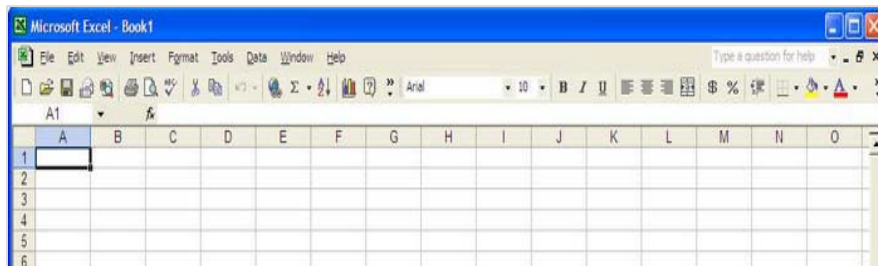 Microsoft Excel - Book1
File Edit View Insert Format Tools Data Window Help Type a question for help
Σ Arial 10 B I U $ % A
A1 fx
A B C D E F G H I J K L M N O
1
2
3
4
5
6